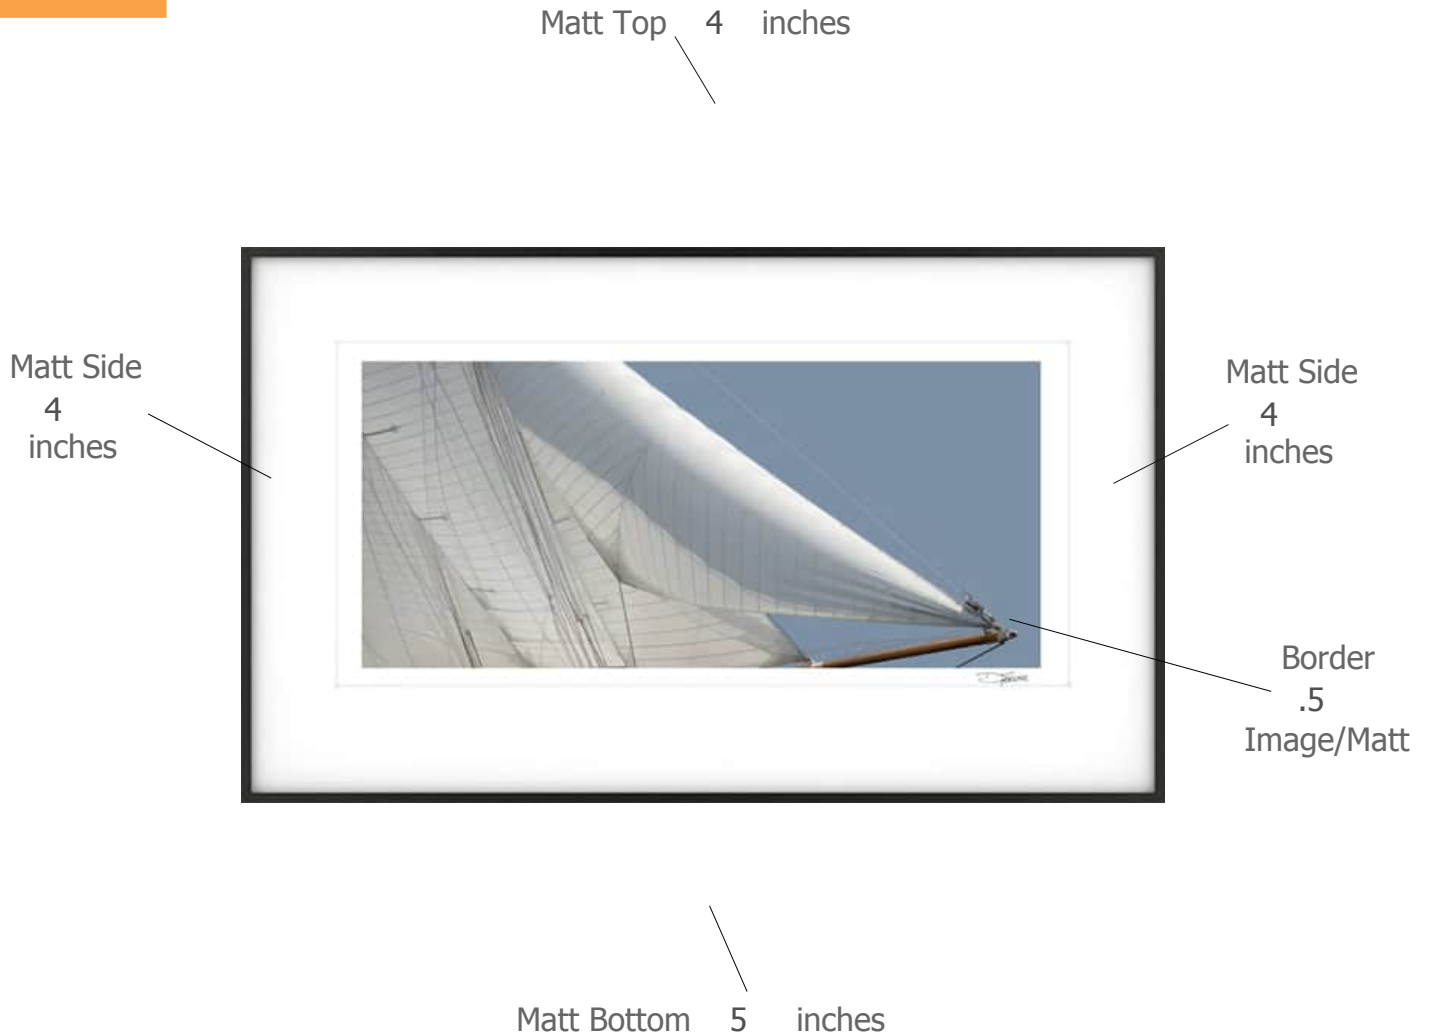 Matt Top 4 inches
Matt Side
4
inches
Matt Side
4
inches
Border
.5
Image/Matt
Matt Bottom 5 inches